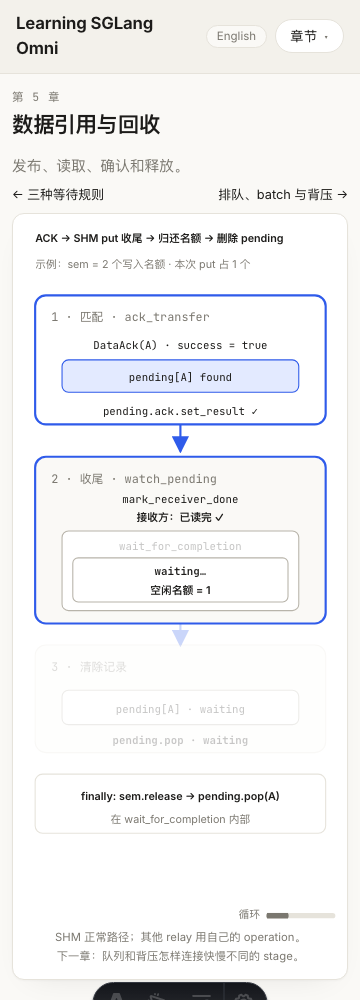 Learning SGLang
Omni
English
章节
第 5 章
数据引用与回收
发布、读取、确认和释放。
← 三种等待规则
排队、batch 与背压 →
ACK → SHM put 收尾 → 归还名额 → 删除 pending
示例：sem = 2 个写入名额 · 本次 put 占 1 个
1 · 匹配 · ack_transfer
DataAck(A) · success = true
pending[A] found
pending.ack.set_result ✓
2 · 收尾 · watch_pending
mark_receiver_done
接收方：已读完 ✓
wait_for_completion
waiting…
空闲名额 = 1
3 · 清除记录
pending[A] · waiting
pending.pop · waiting
finally: sem.release → pending.pop(A)
在 wait_for_completion 内部
循环
SHM 正常路径；其他 relay 用自己的 operation。
下一章：队列和背压怎样连接快慢不同的 stage。